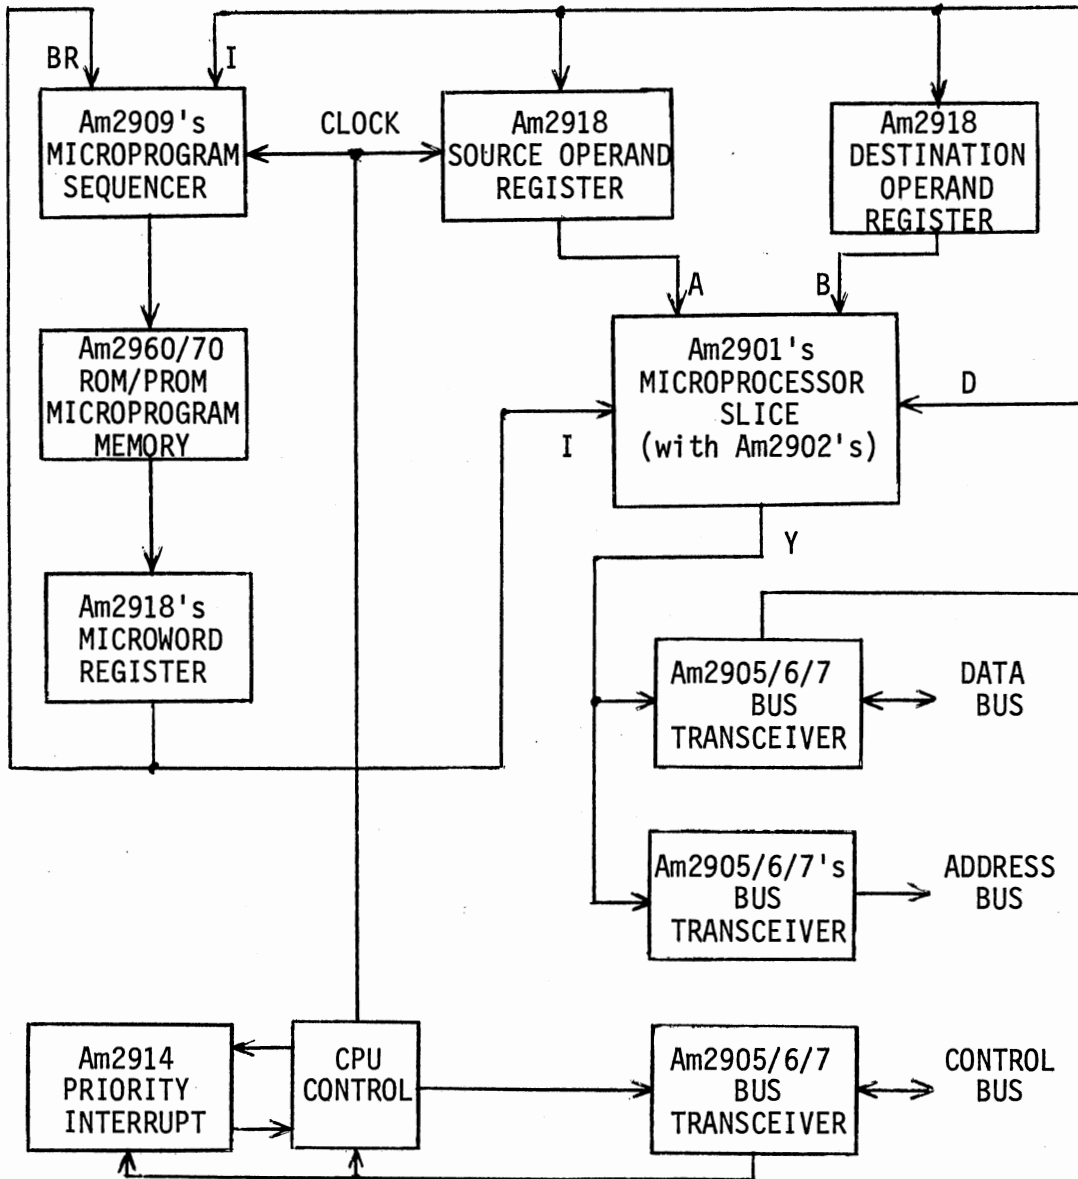 BR
I
Am2909's
MICROPROGRAM
SEQUENCER
CLOCK
Am2918
SOURCE OPERAND
REGISTER
Am2918
DESTINATION
OPERAND
REGISTER
A
B
Am2960/70
ROM/PROM
MICROPROGRAM
MEMORY
Am2901's
MICROPROCESSOR
SLICE
(with Am2902's)
D
I
Y
Am2918's
MICROWORD
REGISTER
Am2905/6/7
BUS
TRANSCEIVER
DATA
BUS
Am2905/6/7's
BUS
TRANSCEIVER
ADDRESS
BUS
Am2914
PRIORITY
INTERRUPT
CPU
CONTROL
Am2905/6/7
BUS
TRANSCEIVER
CONTROL
BUS